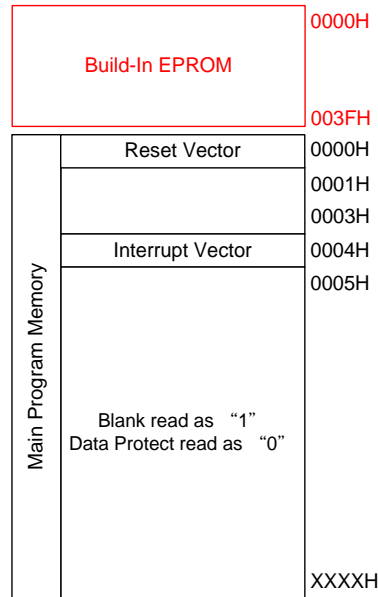 0000H
Build-In EPROM
003FH
Reset Vector
0000H
0001H
0003H
Interrupt Vector
0004H
0005H
Main Program Memory
Blank read as “1”
Data Protect read as “0”
XXXXH